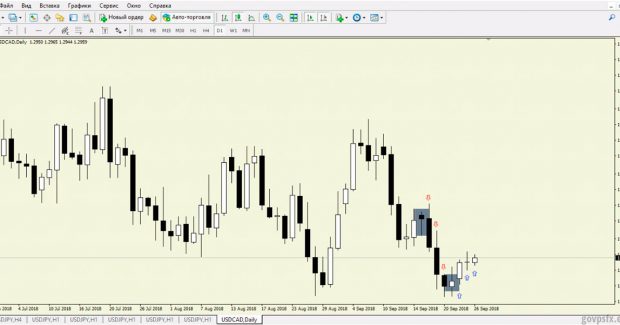 Файл Вид Вставка Графики Сервис Окно Справка
Новый ордер Авто-торговля
A T M1 M5 M15 M30 H1 H4 D1 W1 MN
USDCAD,Daily 1.2950 1.2965 1.2944 1.2959
2018 4 Jul 2018 10 Jul 2018 16 Jul 2018 20 Jul 2018 26 Jul 2018 1 Aug 2018 7 Aug 2018 13 Aug 2018 17 Aug 2018 23 Aug 2018 29 Aug 2018 4 Sep 2018 10 Sep 2018 14 Sep 2018 20 Sep 2018 26 Sep 2018
USDJPY,H4 USDJPY,H1 USDJPY,H1 USDJPY,H1 USDJPY,H1 USDCAD,Daily
govpsfx.c